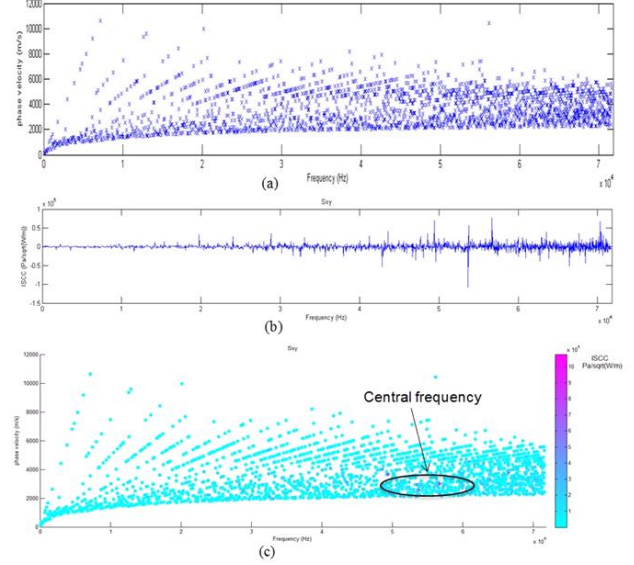 12000
10000
8000
6000
4000
2000
0
phase velocity (m/s)
0 1 2 3 4 5 6 7
x 10⁴
Frequency (Hz)
(a)
Sxy
1
0.5
0
-0.5
-1
-1.5
ISCC (Pa/sqrt(W/m))
0 1 2 3 4 5 6 7
x 10⁴
Frequency (Hz)
(b)
Sxy
12000
10000
8000
6000
4000
2000
0
phase velocity (m/s)
Central frequency
0 1 2 3 4 5 6 7
x 10⁴
Frequency (Hz)
(c)
ISCC
Pa/sqrt(W/m)
10
9
8
7
6
5
4
3
2
1